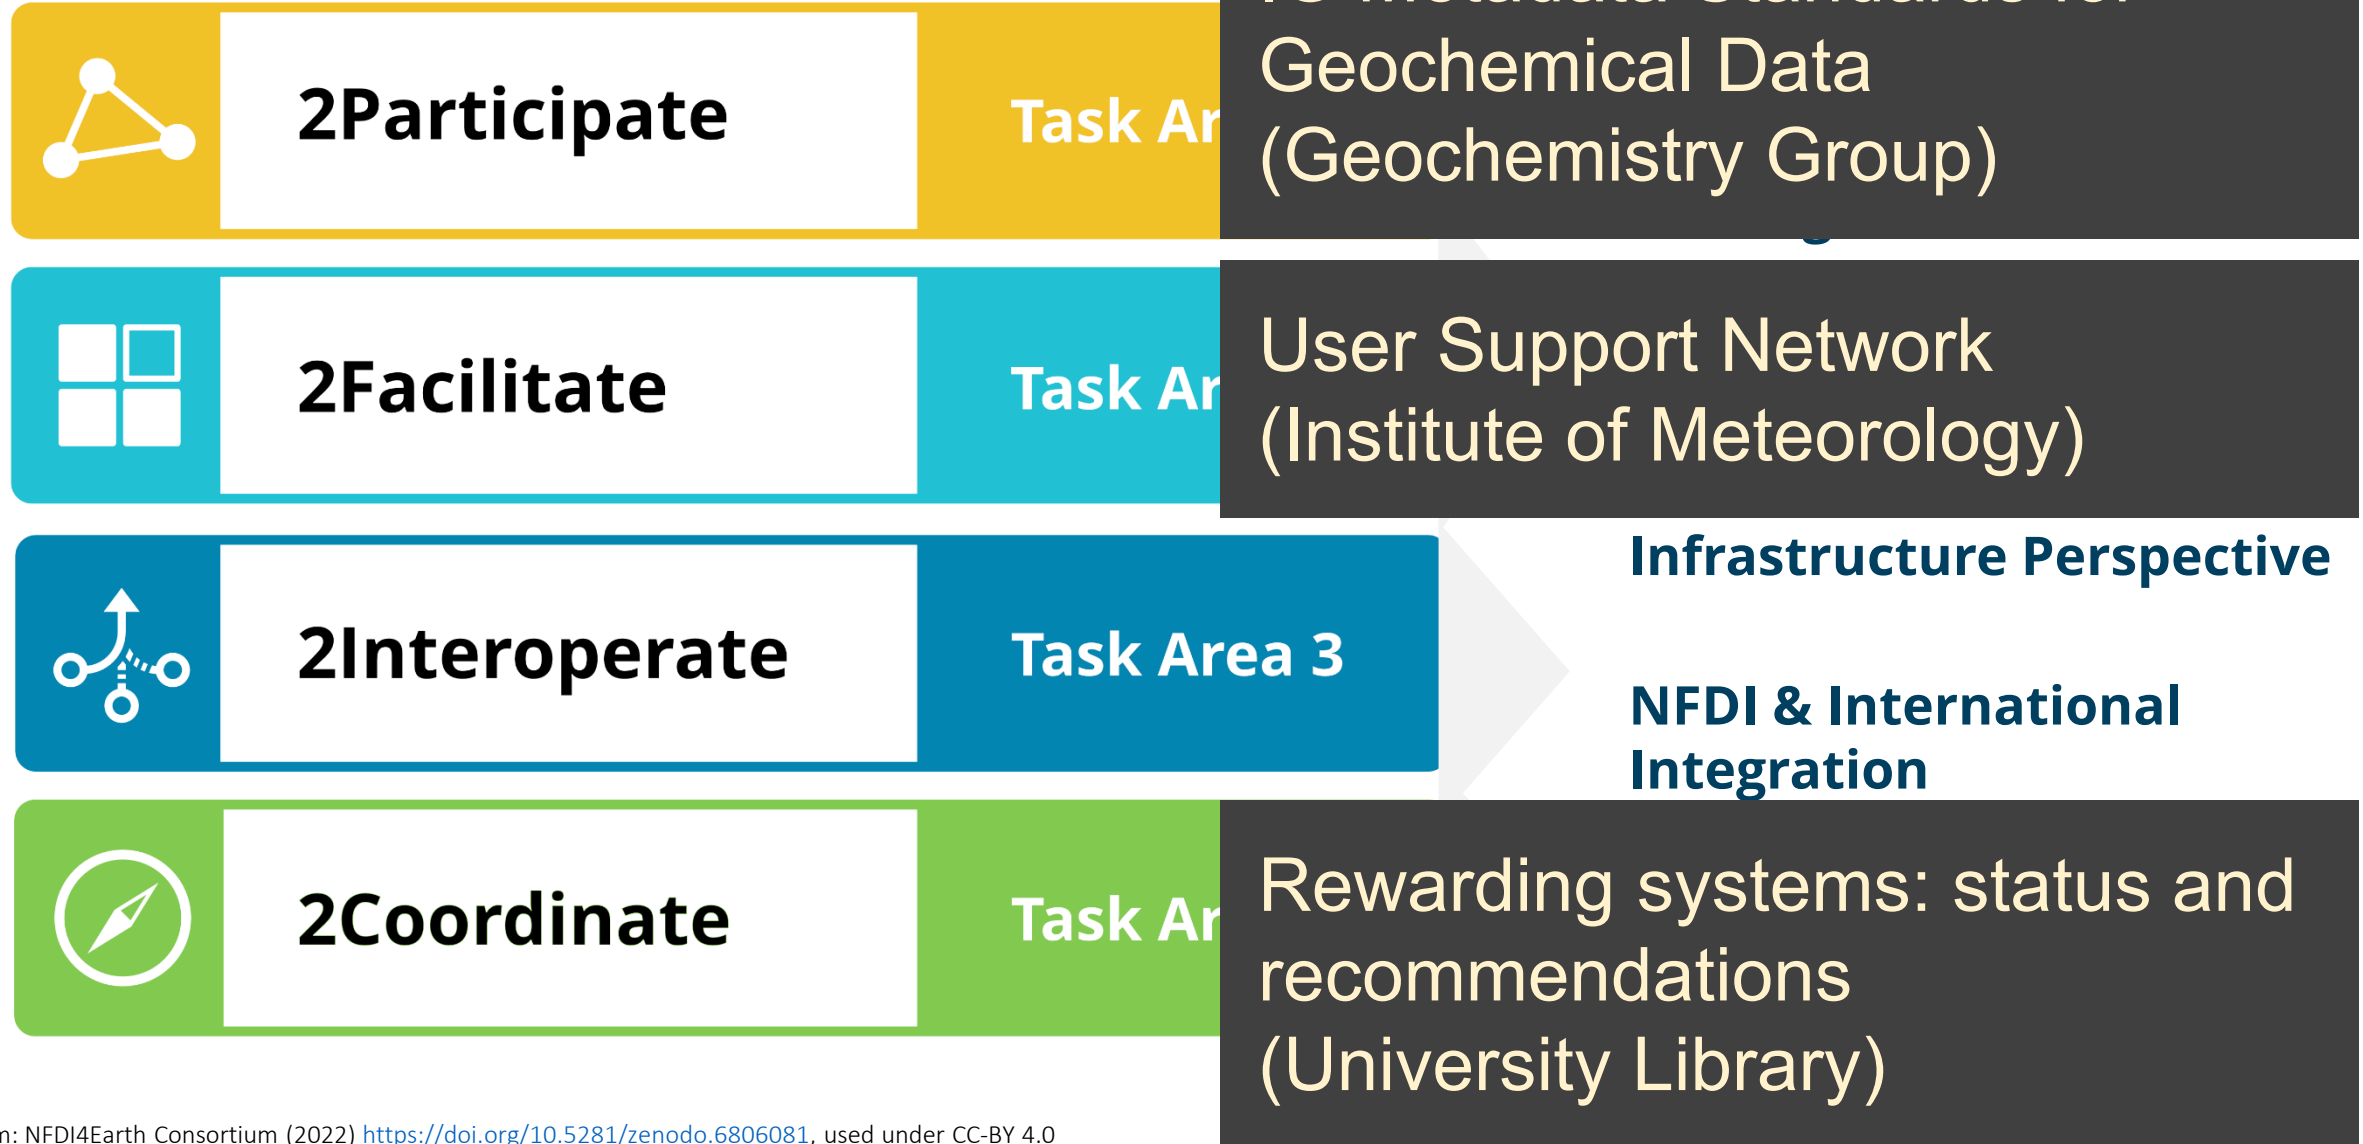 Geochemical Data
(Geochemistry Group)
2Participate
Task Ar
2Facilitate
Task Ar
User Support Network
(Institute of Meteorology)
2Interoperate
Task Area 3
Infrastructure Perspective
NFDI & International
Integration
2Coordinate
Task Ar
Rewarding systems: status and
recommendations
(University Library)
NFDI4Earth Consortium (2022) https://doi.org/10.5281/zenodo.6806081, used under CC-BY 4.0